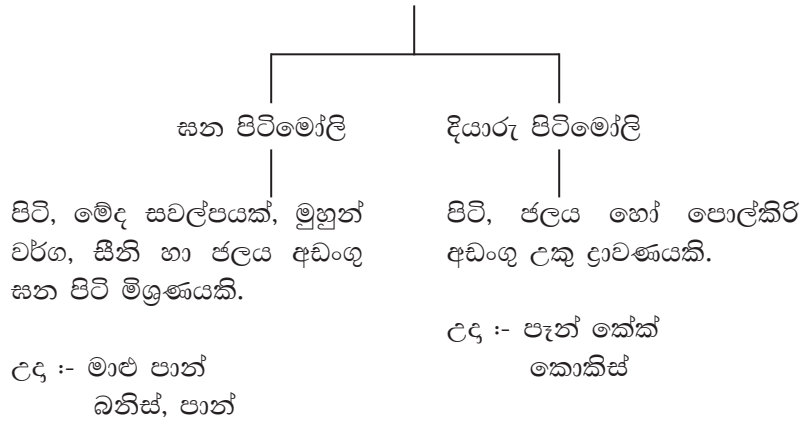 ඝන පිටිමෝලි
පිටි, මේද සවල්පයක්, මුහුන්
වර්ග, සීනි හා ජලය අඩංගු
ඝන පිටි මිශ්‍රණයකි.
උදා :- මාළු පාන්
බනිස්, පාන්
දියාරු පිටිමෝලි
පිටි, ජලය හෝ පොල්කිරි
අඩංගු උකු ද්‍රාවණයකි.
උදා :- පෑන් කේක්
කොකිස්